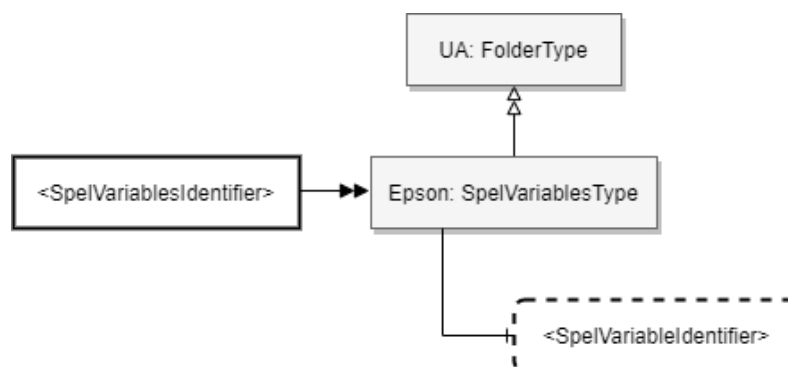 UA: FolderType
<SpelVariablesIdentifier>
Epson: SpelVariablesType
<SpelVariableIdentifier>